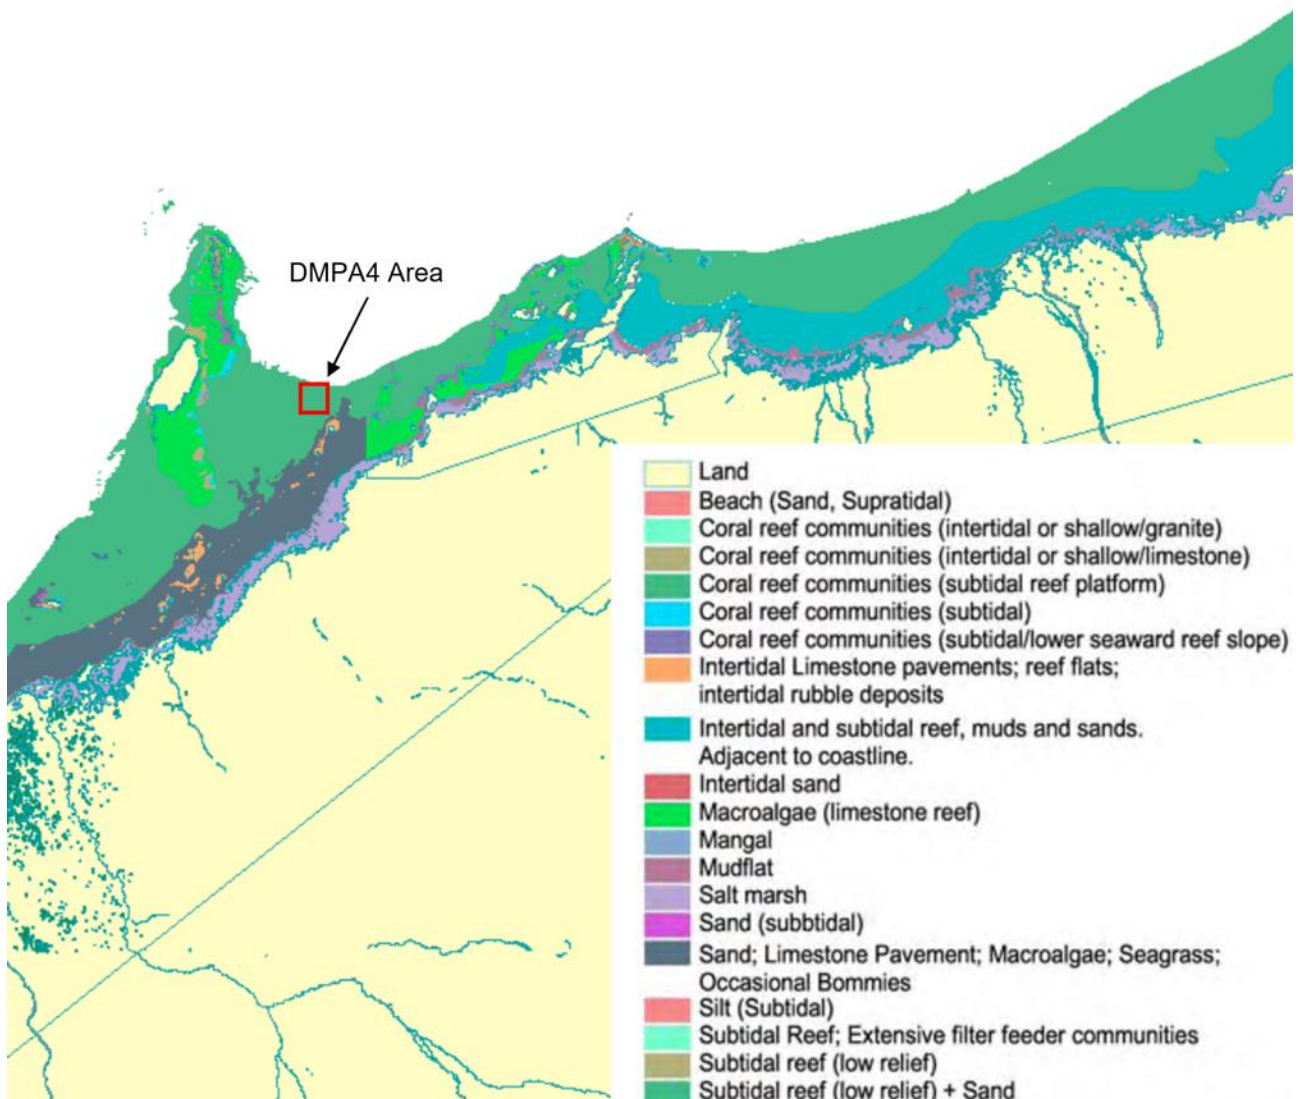 DMPA4 Area
Land
Beach (Sand, Supratidal)
Coral reef communities (intertidal or shallow/granite)
Coral reef communities (intertidal or shallow/limestone)
Coral reef communities (subtidal reef platform)
Coral reef communities (subtidal)
Coral reef communities (subtidal/lower seaward reef slope)
Intertidal Limestone pavements; reef flats;
intertidal rubble deposits
Intertidal and subtidal reef, muds and sands.
Adjacent to coastline.
Intertidal sand
Macroalgae (limestone reef)
Mangal
Mudflat
Salt marsh
Sand (subbtidal)
Sand; Limestone Pavement; Macroalgae; Seagrass;
Occasional Bommies
Silt (Subtidal)
Subtidal Reef; Extensive filter feeder communities
Subtidal reef (low relief)
Subtidal reef (low relief) + Sand